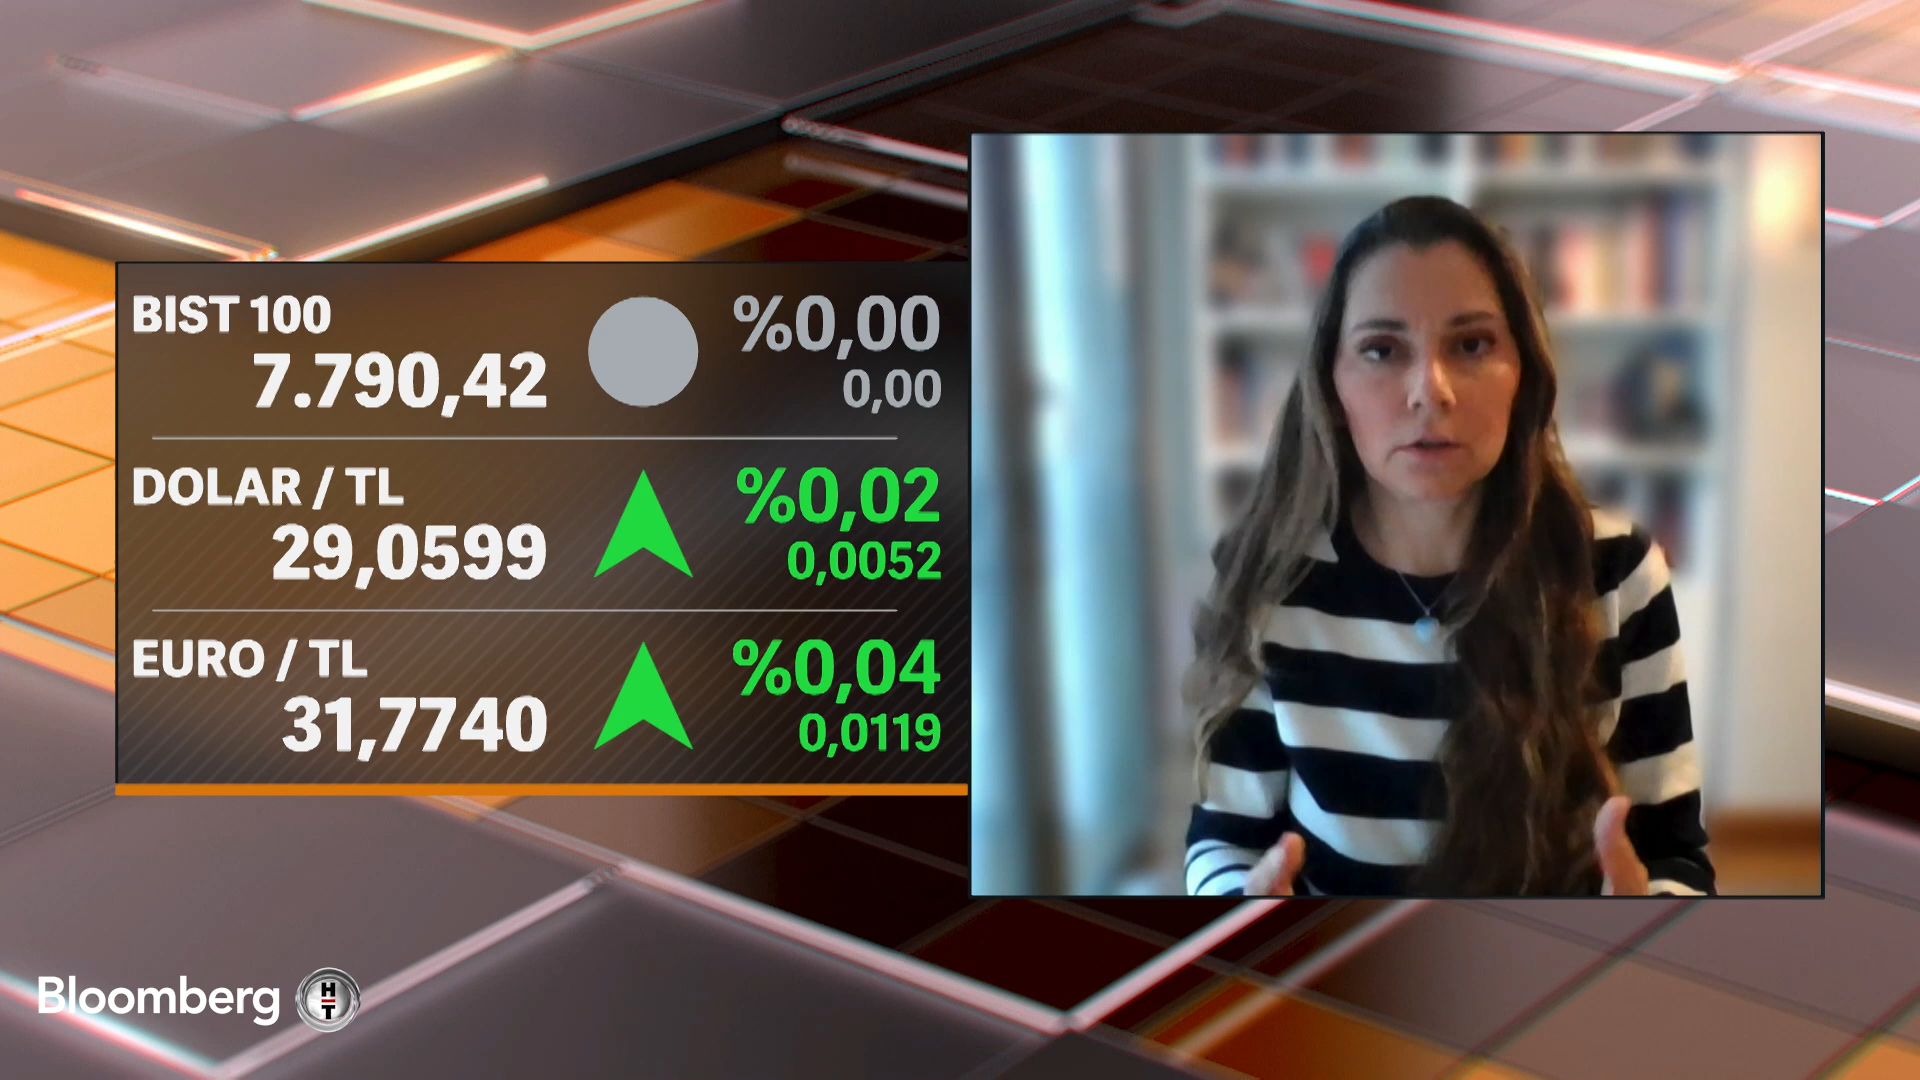 BIST 100
7.790,42
%0,00
0,00
DOLAR / TL
29,0599
%0,02
0,0052
EURO / TL
31,7740
%0,04
0,0119
Bloomberg HT